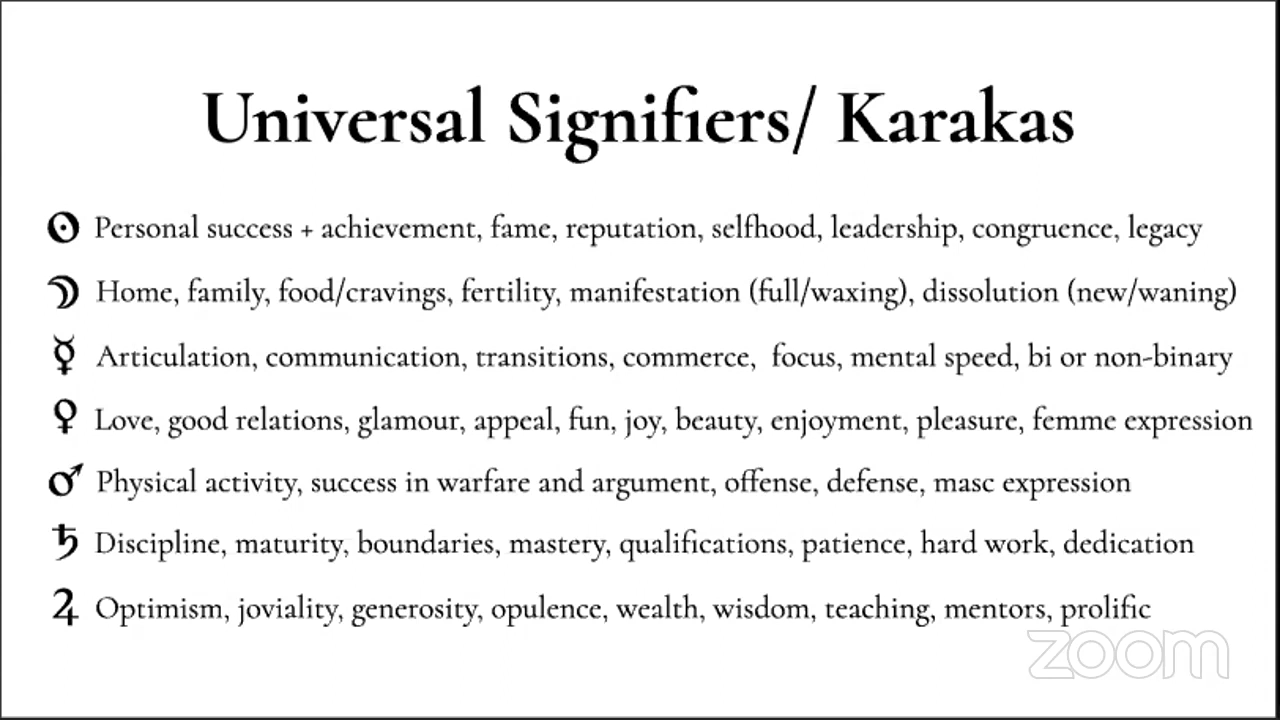 Universal Signifiers/ Karakas
☉ Personal success + achievement, fame, reputation, selfhood, leadership, congruence, legacy
☽ Home, family, food/cravings, fertility, manifestation (full/waxing), dissolution (new/waning)
☿ Articulation, communication, transitions, commerce,  focus, mental speed, bi or non-binary
♀ Love, good relations, glamour, appeal, fun, joy, beauty, enjoyment, pleasure, femme expression
♂ Physical activity, success in warfare and argument, offense, defense, masc expression
♄ Discipline, maturity, boundaries, mastery, qualifications, patience, hard work, dedication
♃ Optimism, joviality, generosity, opulence, wealth, wisdom, teaching, mentors, prolific
zoom